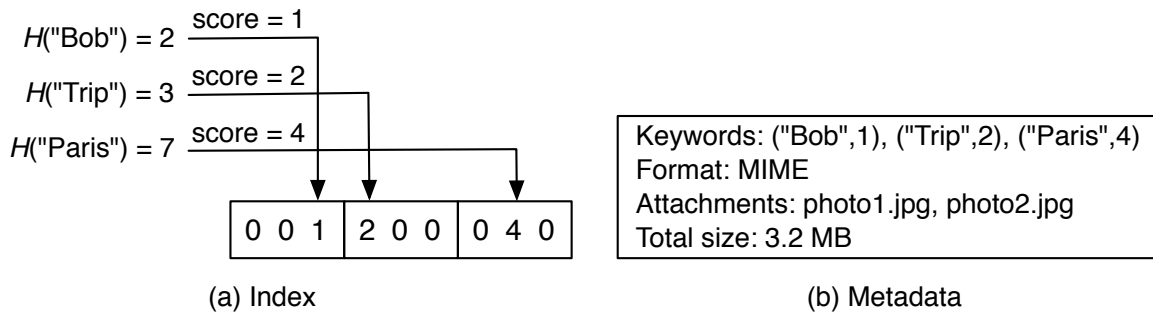 H("Bob") = 2 score = 1
H("Trip") = 3 score = 2
H("Paris") = 7 score = 4
0 0 1 2 0 0 0 4 0
(a) Index
Keywords: ("Bob",1), ("Trip",2), ("Paris",4)
Format: MIME
Attachments: photo1.jpg, photo2.jpg
Total size: 3.2 MB
(b) Metadata